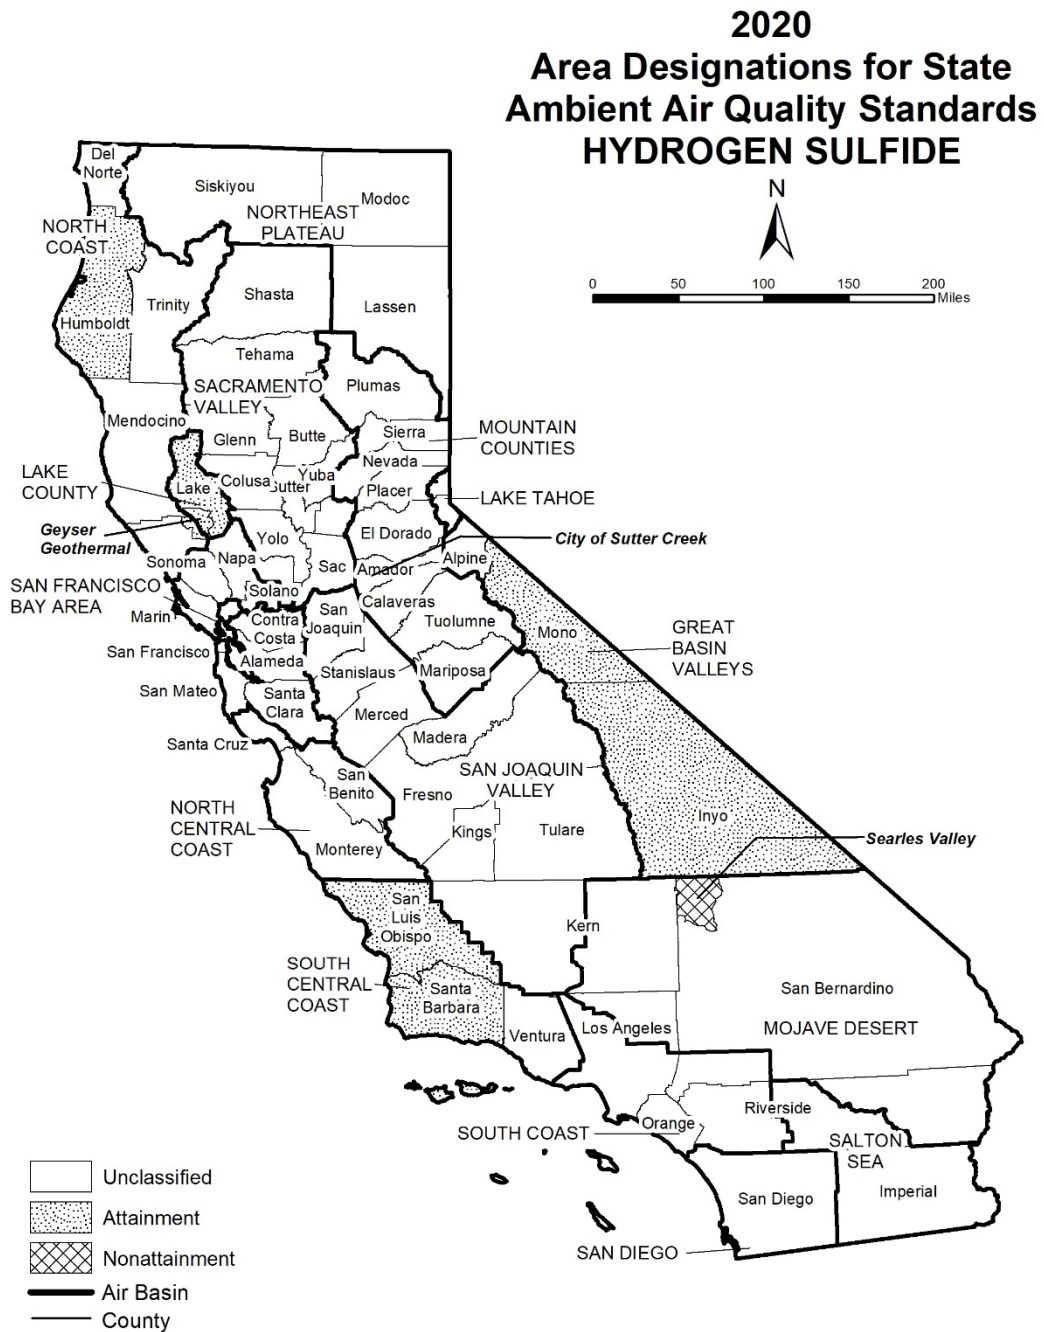 2020
Area Designations for State
Ambient Air Quality Standards
HYDROGEN SULFIDE
N
0 50 100 150 200
Miles
Del
Norte
Siskiyou
Modoc
NORTHEAST
PLATEAU
NORTH
COAST
Trinity
Shasta
Lassen
Humboldt
Tehama
Plumas
SACRAMENTO
VALLEY
Mendocino
Glenn
Butte
Sierra
MOUNTAIN
COUNTIES
Nevada
LAKE
COUNTY
Lake
Colusa
Sutter
Yuba
Placer
LAKE TAHOE
Geyser
Geothermal
Yolo
El Dorado
City of Sutter Creek
Sonoma
Napa
Sac
Amador
Alpine
SAN FRANCISCO
BAY AREA
Solano
Calaveras
Marin
Contra
Costa
San
Joaquin
Tuolumne
Mono
GREAT
BASIN
VALLEYS
San Francisco
Alameda
Stanislaus
Mariposa
San Mateo
Santa
Clara
Merced
Santa Cruz
Madera
San
Benito
Fresno
SAN JOAQUIN
VALLEY
NORTH
CENTRAL
COAST
Monterey
Kings
Tulare
Inyo
Searles Valley
San
Luis
Obispo
Kern
SOUTH
CENTRAL
COAST
Santa
Barbara
San Bernardino
Ventura
Los Angeles
MOJAVE DESERT
Orange
Riverside
SOUTH COAST
SALTON
SEA
San Diego
Imperial
SAN DIEGO
Unclassified
Attainment
Nonattainment
Air Basin
County